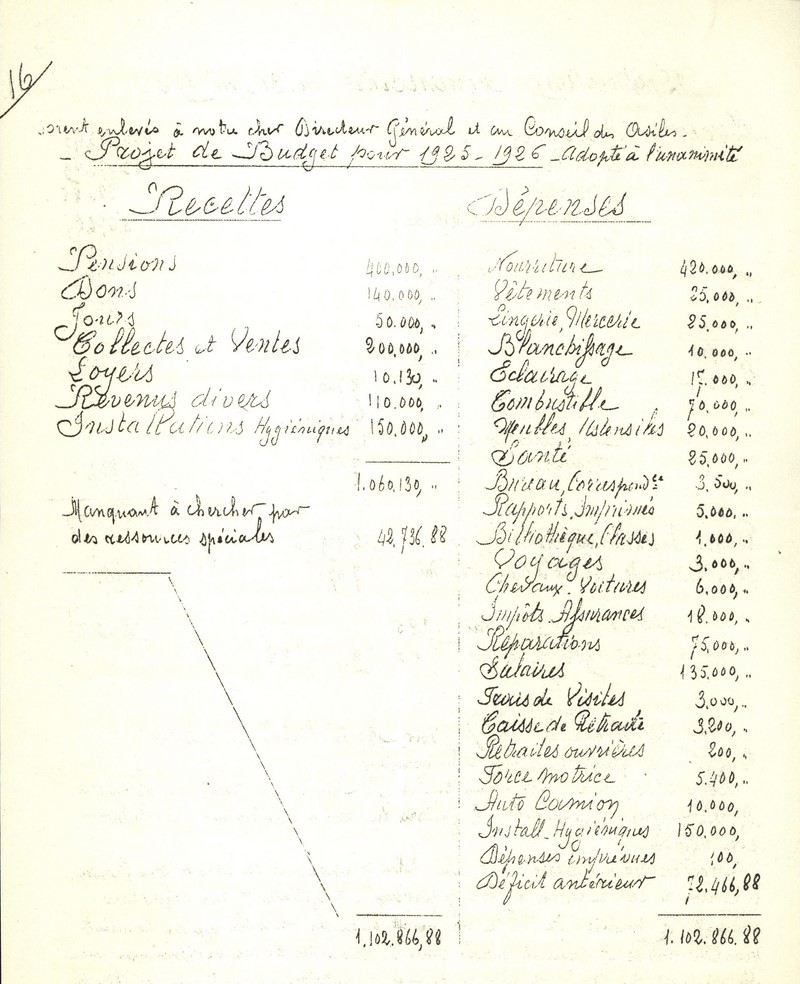 16
enlevés à notre cher Directeur Général et au Conseil des Asiles.
_ Projet de Budget pour 1925-1926 _ Adopté à l'unanimité
Recettes
Pensions 400,000, "
Dons 140.000, "
Jours 50.000, "
Collectes et Ventes 200,000, "
Loyers 10.130, "
Revenus divers 110.000, "
Installations Hygiéniques 150,000, "
1.060,130, "
Manquant à chercher par
des ressources spéciales 42.736.88
1.102.866,88
Dépenses
Nourriture 420.000, "
Vêtements 25,000, "
Lingerie, Mercerie 25.000, "
Blanchissage 10.000, "
Eclairage 17.000, "
Combustible 70,000, "
Meubles, Ustensiles 20,000, "
Santé 25,000, "
Bureau, Correspondce 3.500, "
Rapports, Imprimés 5.000, "
Bibliothèque, Classes 1,000, "
Voyages 3,000, "
Chevaux. Voitures 6,000, "
Impôts. Assurances 18.000, "
Réparations 75,000, "
Salaires 135.000, "
Frais de Visites 3,000, "
Caisse de Retraite 3,200, "
Retraites ouvrières 200, "
Force motrice 5.400, "
Auto Camion 10.000,
Install. Hygiéniques 150,000,
Dépenses imprévues 100,
Déficit antérieur 72.466,88
1.102.866.88